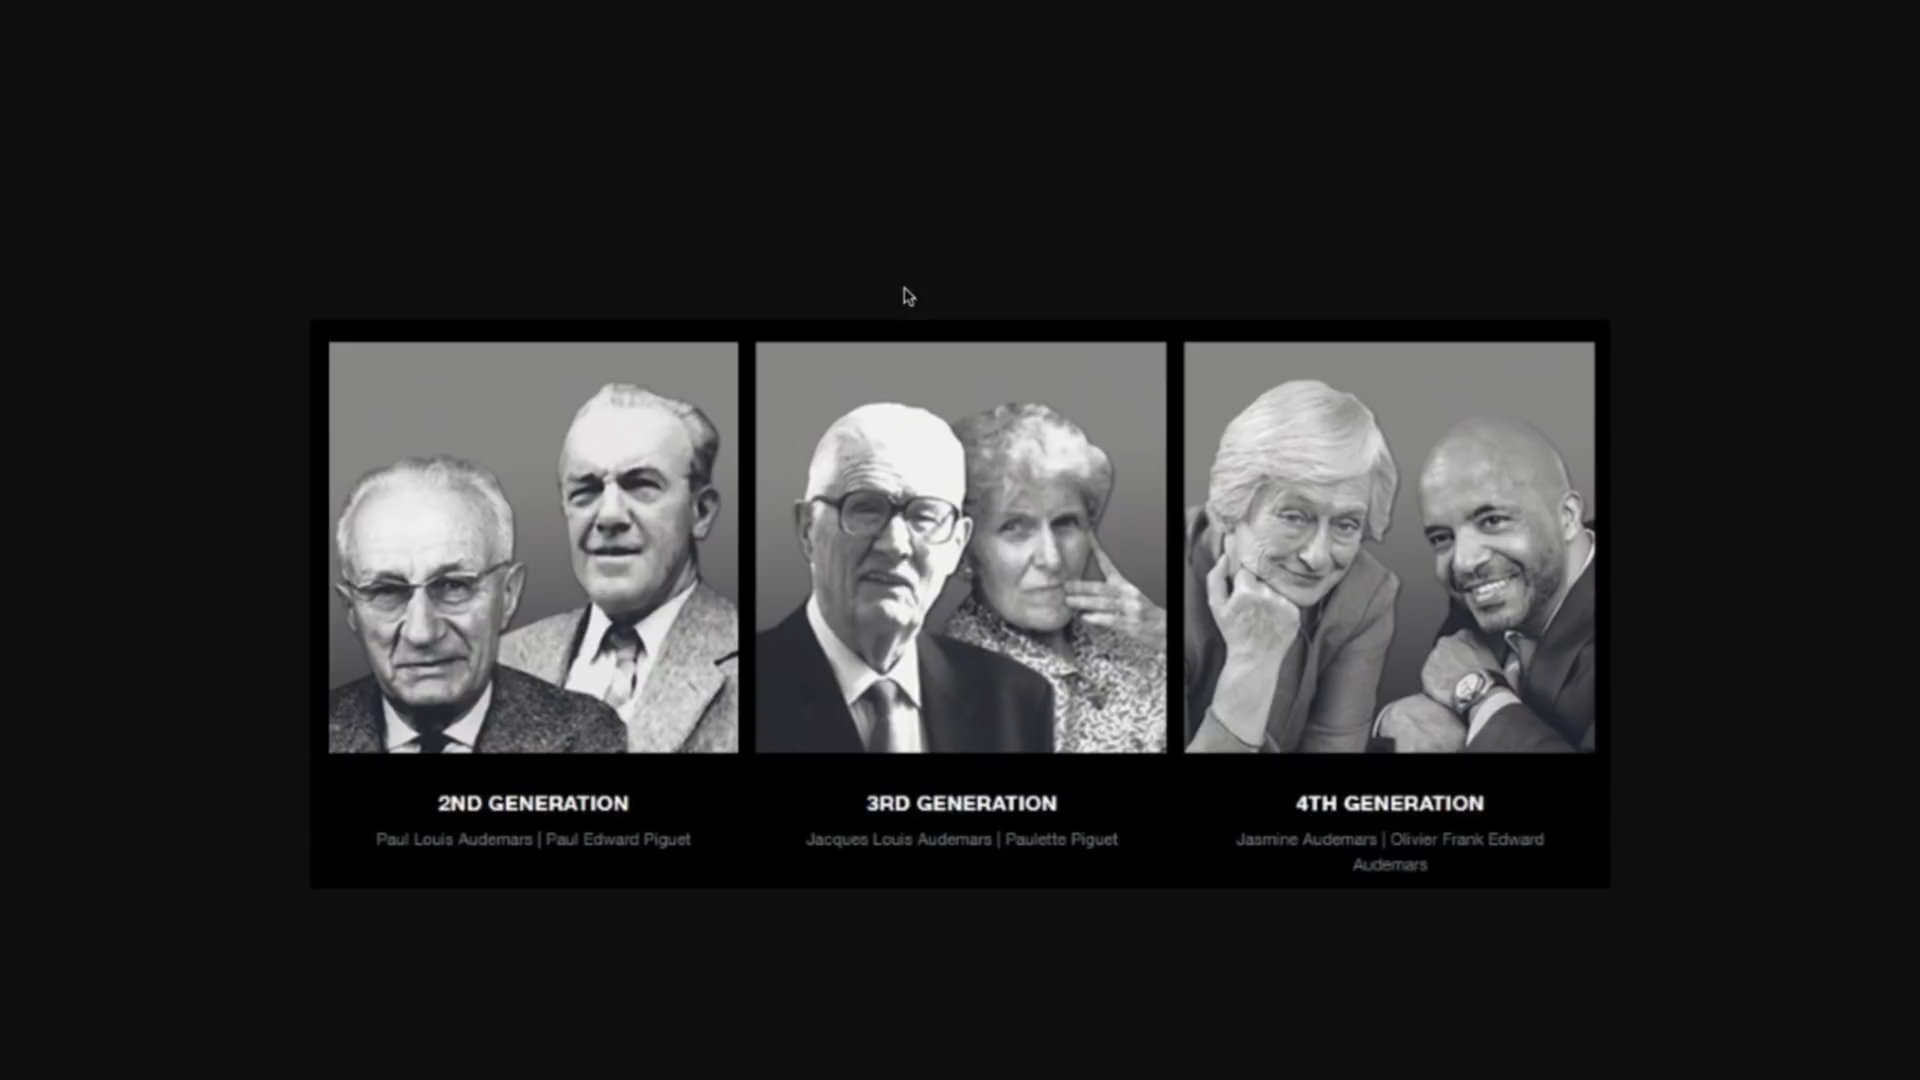 2ND GENERATION
Paul Louis Audemars | Paul Edward Piguet
3RD GENERATION
Jacques Louis Audemars | Paulette Piguet
4TH GENERATION
Jasmine Audemars | Olivier Frank Edward
Audemars